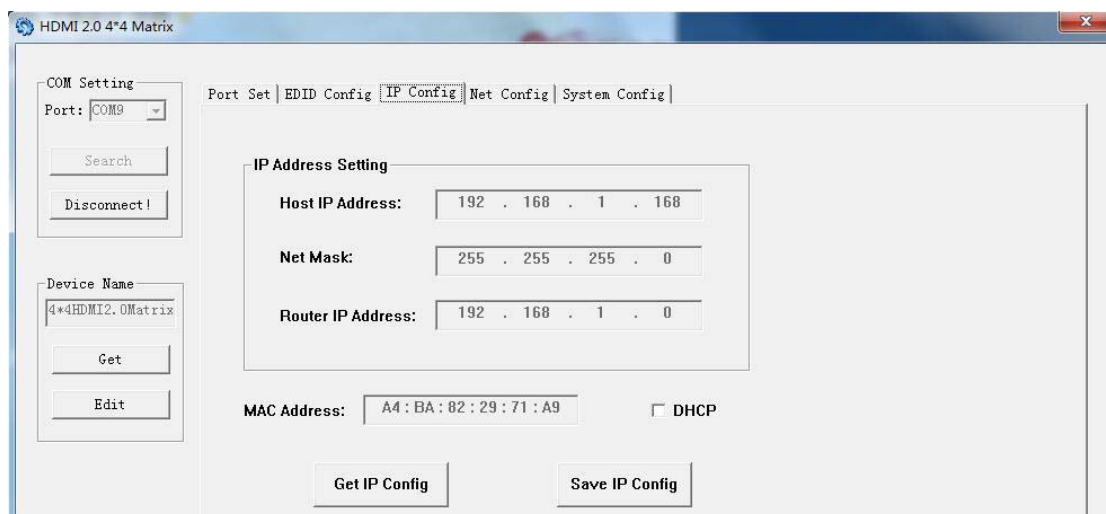 HDMI 2.0 4*4 Matrix
COM Setting
Port: COM9
Search
Disconnect!
Device Name
4*4HDMI2.0Matrix
Get
Edit
Port Set EDID Config IP Config Net Config System Config
IP Address Setting
Host IP Address: 192 . 168 . 1 . 168
Net Mask: 255 . 255 . 255 . 0
Router IP Address: 192 . 168 . 1 . 0
MAC Address: A4 : BA : 82 : 29 : 71 : A9 DHCP
Get IP Config Save IP Config